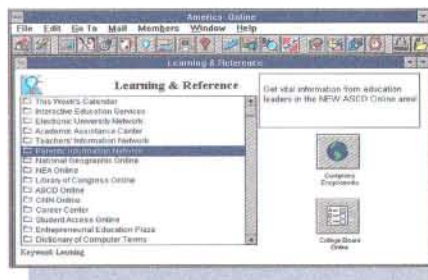 America Online
File Edit Go To Mail Members Window Help
Learning & Reference
Learning & Reference
Get vital information from education
leaders in the NEW ASCD Online area
This Week's Calendar
Interactive Education Services
Electronic University Network
Academic Assistance Center
Teachers' Information Network
Parents' Information Network
National Geographic Online
NEA Online
Library of Congress Online
ASCD Online
CNN Online
Career Center
Student Access Online
Entrepreneurial Education Plaza
Dictionary of Computer Terms
Comptons
Encyclopedia
College Board
Online
Keyword: Learning